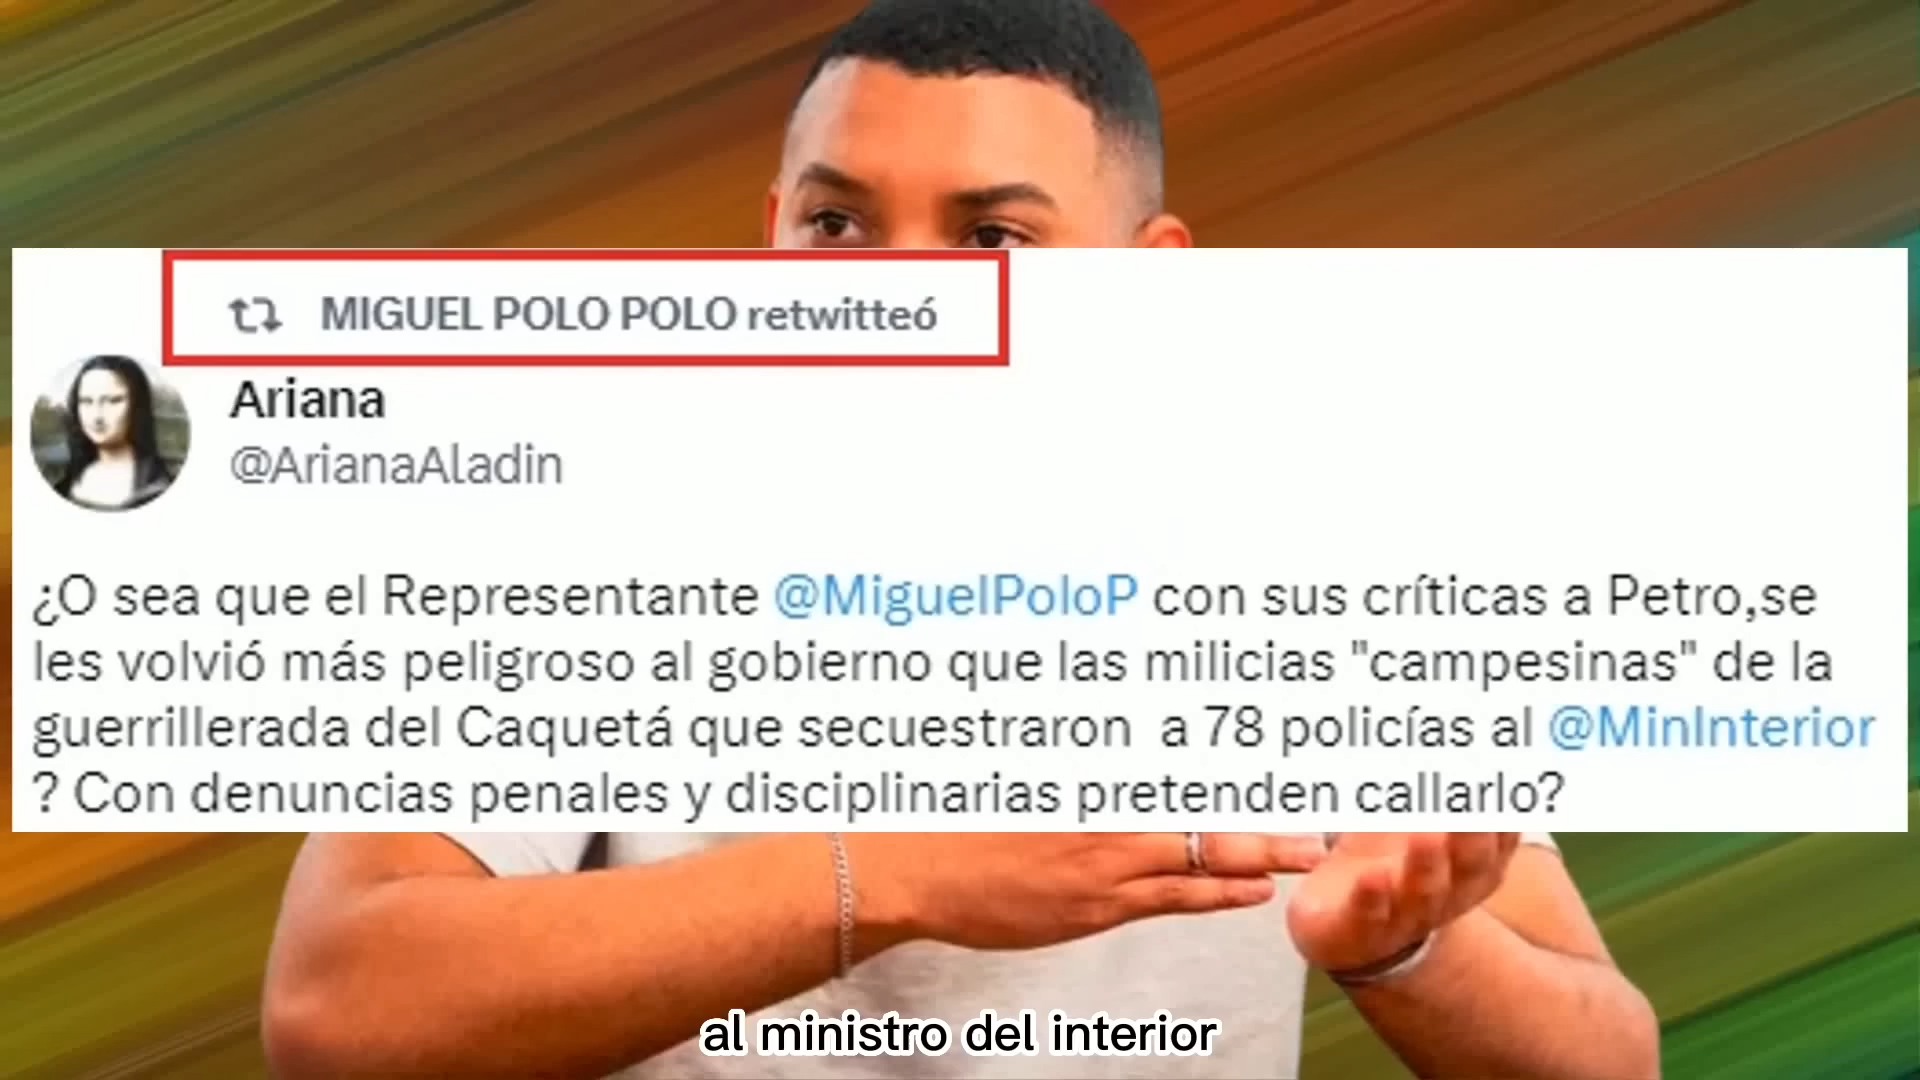 MIGUEL POLO POLO retwitteó
Ariana
@ArianaAladin
¿O sea que el Representante @MiguelPoloP con sus críticas a Petro,se
les volvió más peligroso al gobierno que las milicias "campesinas" de la
guerrillerada del Caquetá que secuestraron a 78 policías al @MinInterior
? Con denuncias penales y disciplinarias pretenden callarlo?
al ministro del interior